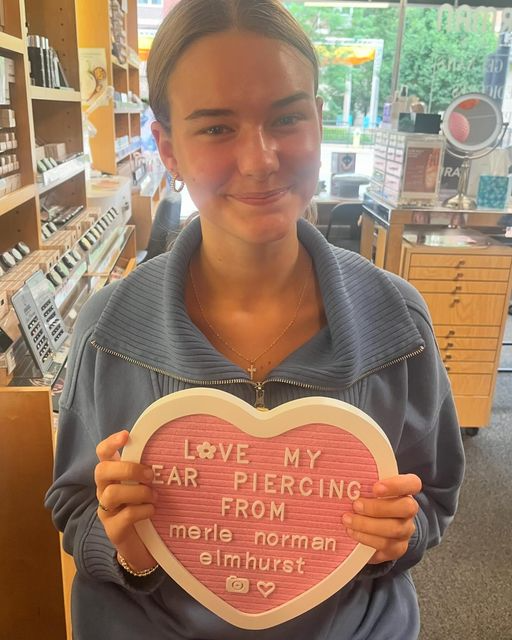 LOVE MY
EAR PIERCING
FROM
merle norman
elmhurst